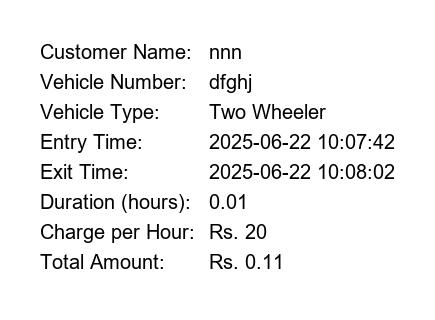 Customer Name: nnn
Vehicle Number: dfghj
Vehicle Type: Two Wheeler
Entry Time: 2025-06-22 10:07:42
Exit Time: 2025-06-22 10:08:02
Duration (hours): 0.01
Charge per Hour: Rs. 20
Total Amount: Rs. 0.11